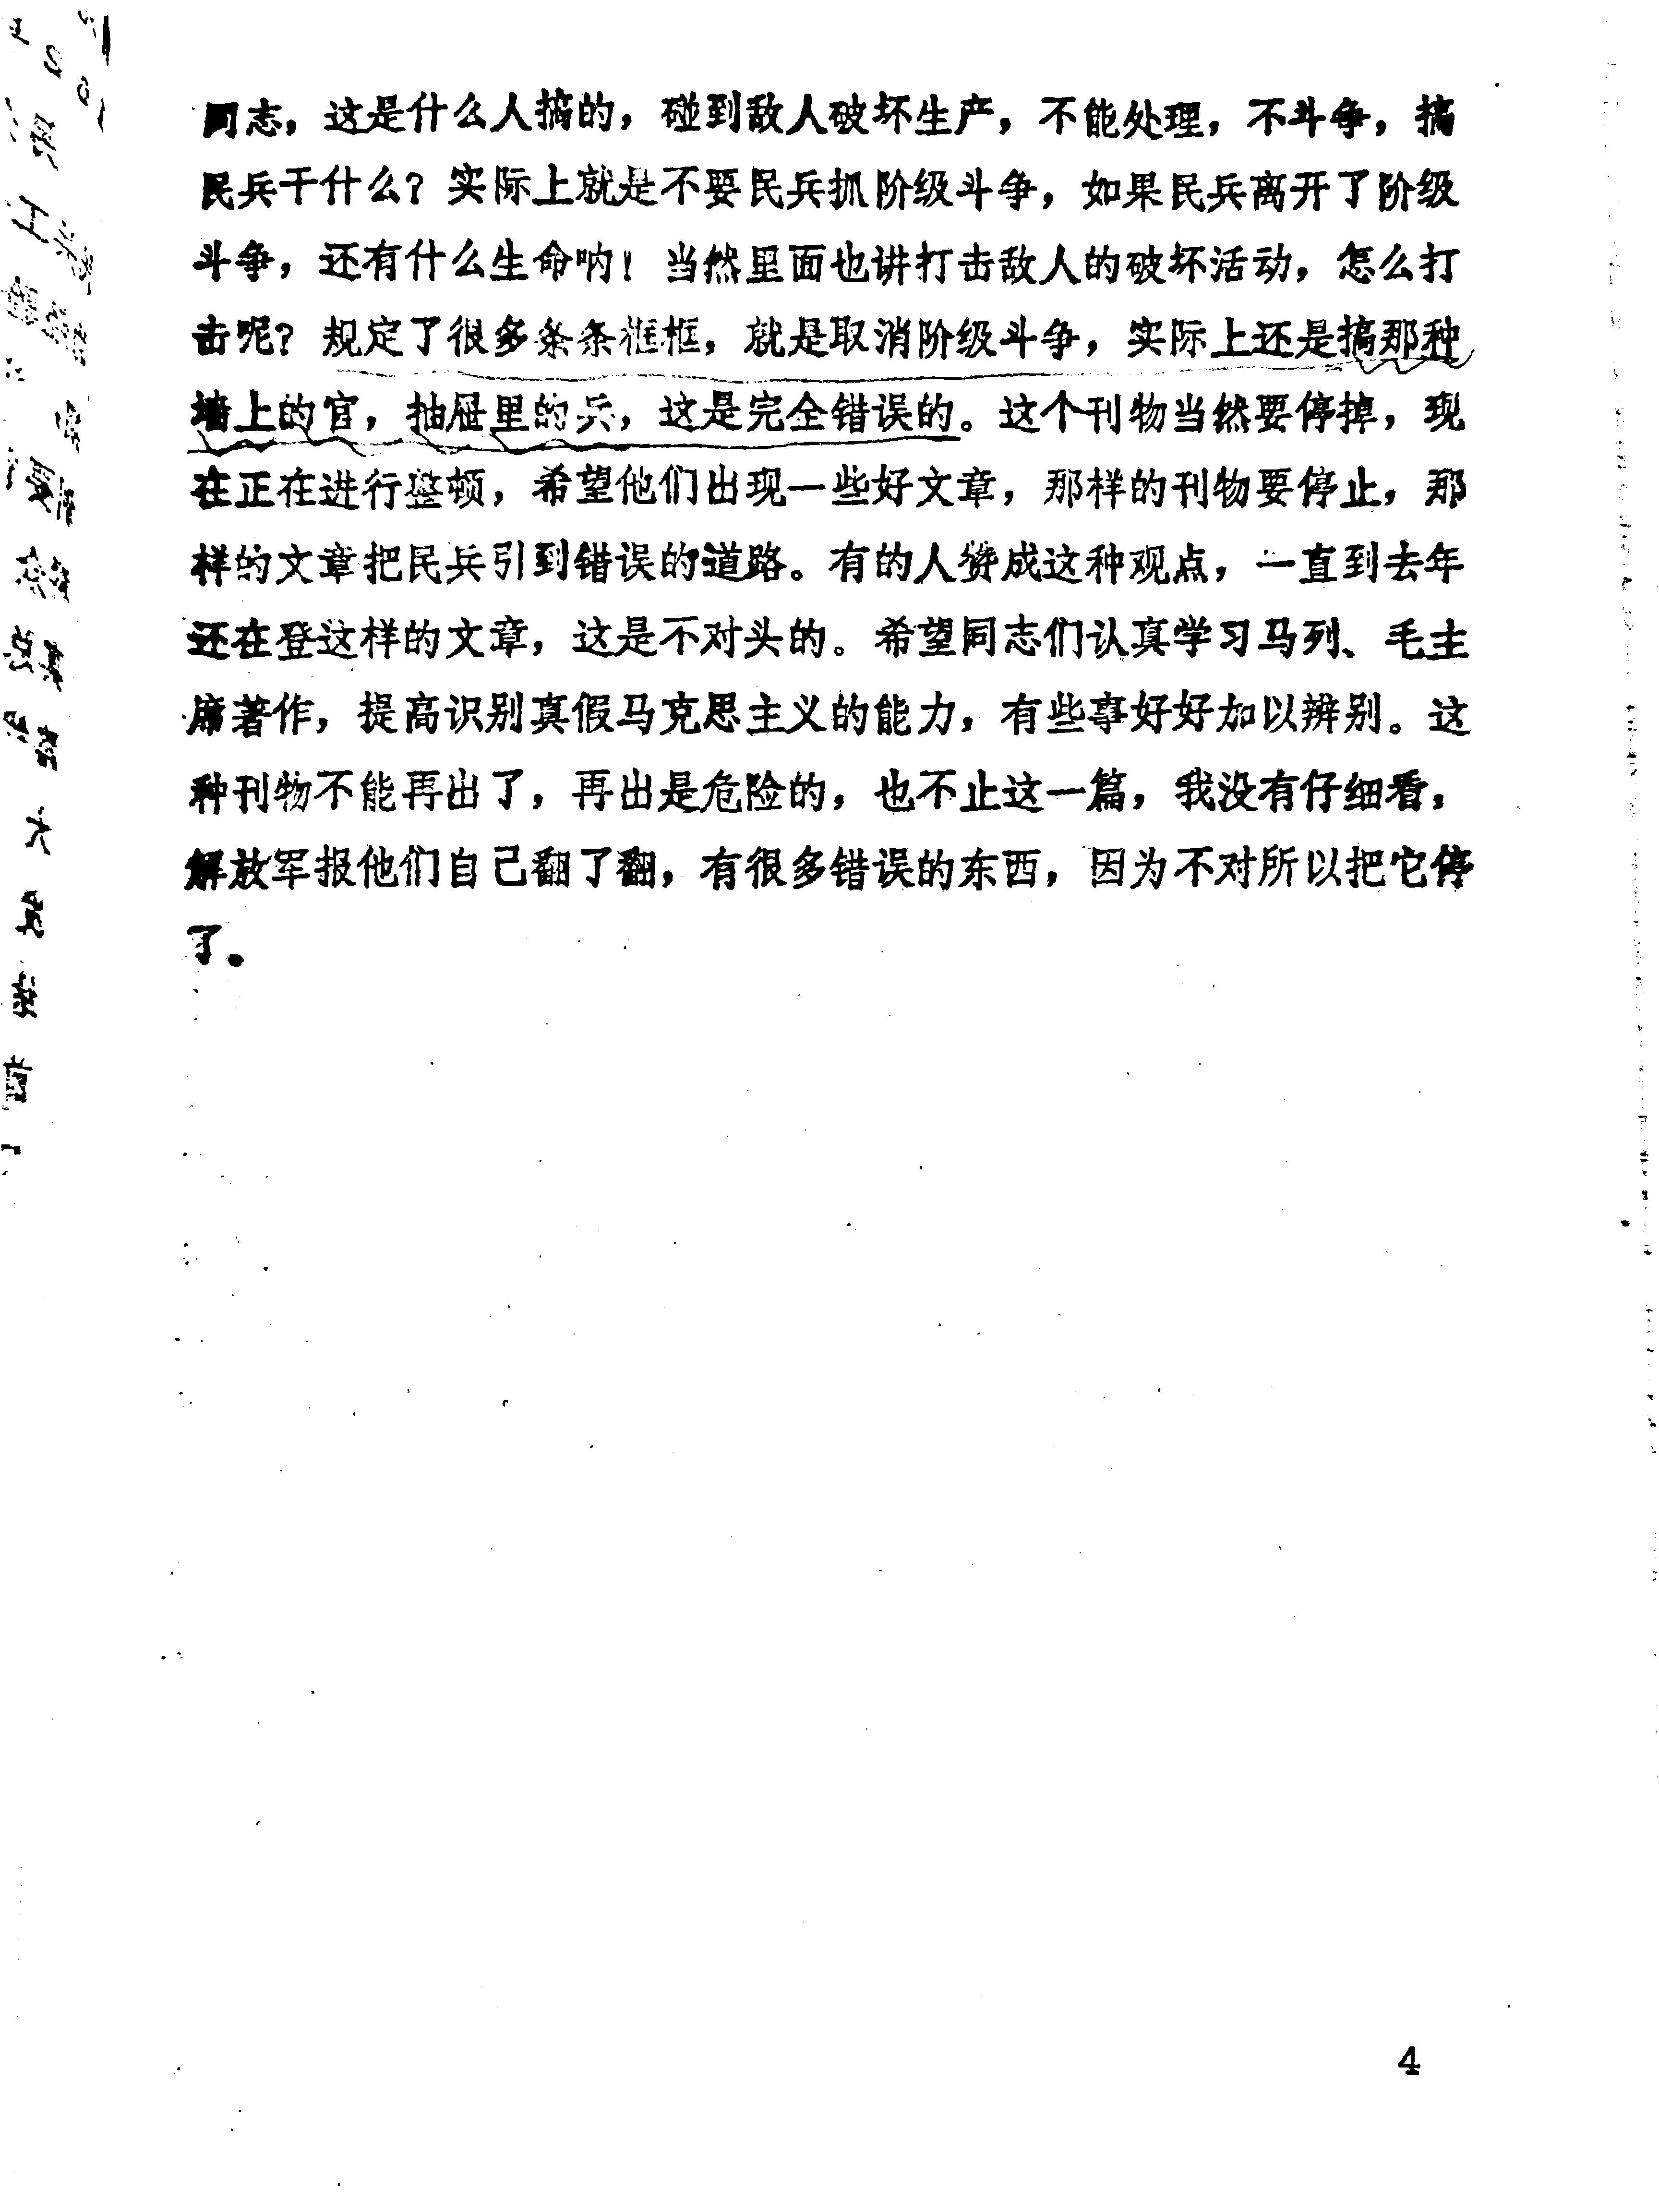 同志，这是什么人搞的，碰到敌人破坏生产，不能处理，不斗争，搞
民兵干什么？实际上就是不要民兵抓阶级斗争，如果民兵离开了阶级
斗争，还有什么生命呐！当然里面也讲打击敌人的破坏活动，怎么打
击呢？规定了很多条条框框，就是取消阶级斗争，实际上还是搞那种
墙上的官，抽屉里的兵，这是完全错误的。这个刊物当然要停掉，现
在正在进行整顿，希望他们出现一些好文章，那样的刊物要停止，那
样的文章把民兵引到错误的道路。有的人赞成这种观点，一直到去年
还在登这样的文章，这是不对头的。希望同志们认真学习马列、毛主
席著作，提高识别真假马克思主义的能力，有些事好好加以辨别。这
种刊物不能再出了，再出是危险的，也不止这一篇，我没有仔细看，
解放军报他们自己翻了翻，有很多错误的东西，因为不对所以把它停
了。
4